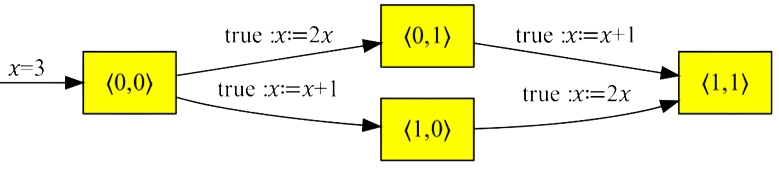 x=3
⟨0,0⟩
true :x:=2x
true :x:=x+1
⟨0,1⟩
⟨1,0⟩
true :x:=x+1
true :x:=2x
⟨1,1⟩